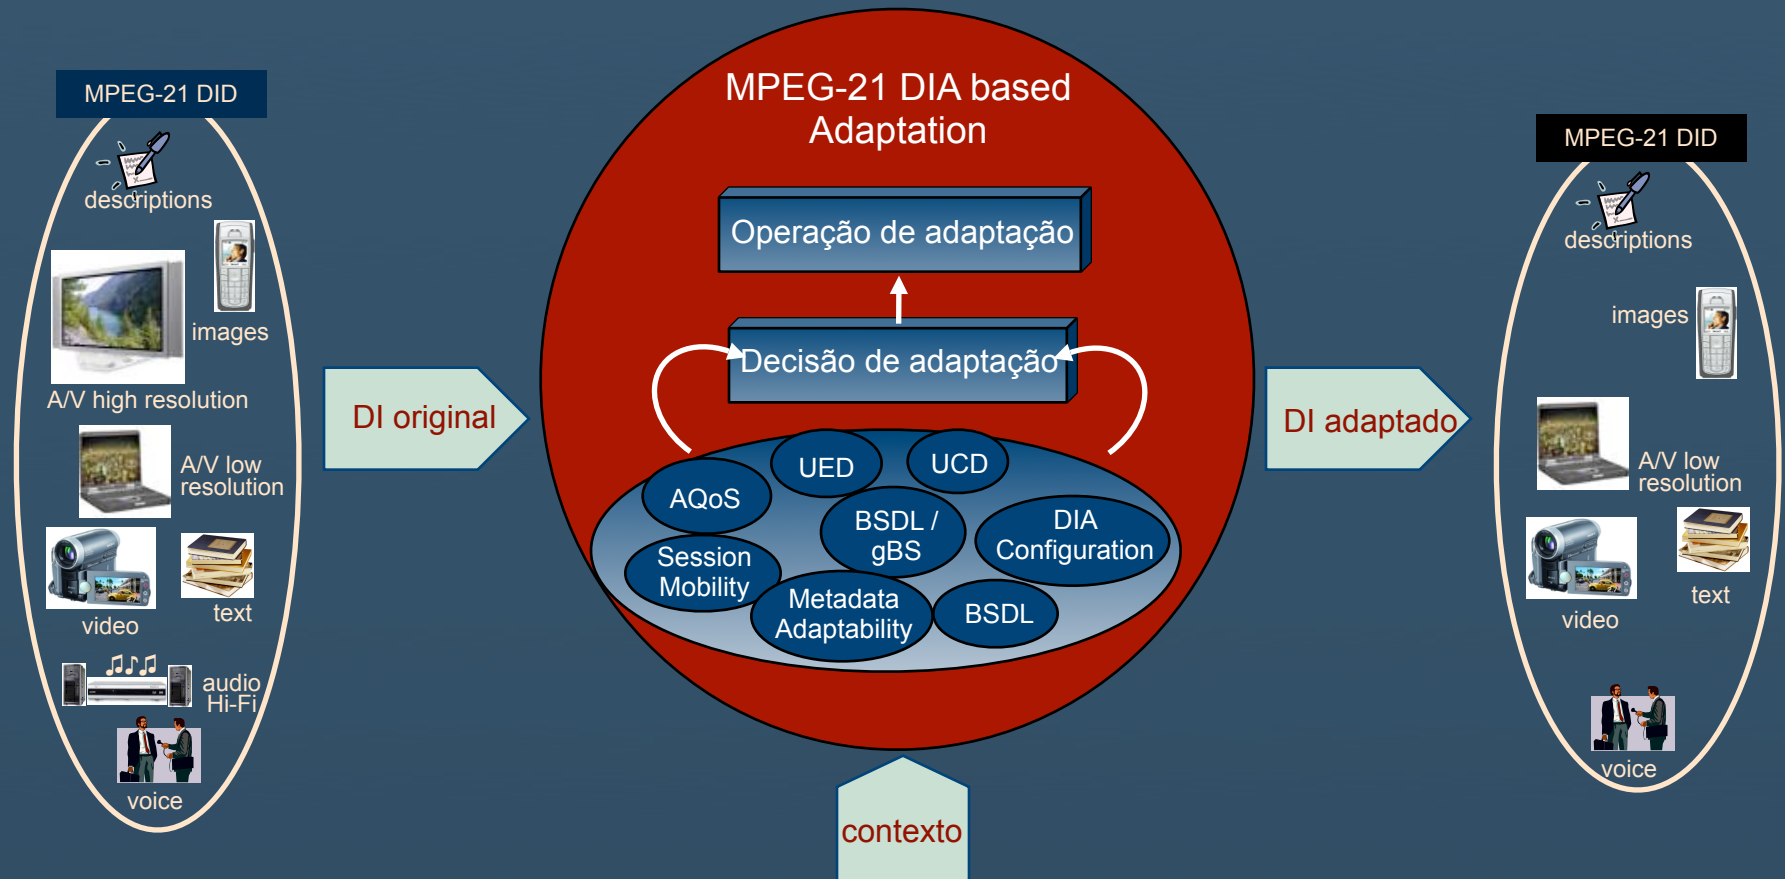 MPEG-21 DID
descriptions
images
A/V high resolution
A/V low
resolution
video
text
audio
Hi-Fi
voice
DI original
MPEG-21 DIA based
Adaptation
Operação de adaptação
Decisão de adaptação
UED
UCD
AQoS
BSDL /
gBS
DIA
Configuration
Session
Mobility
Metadata
Adaptability
BSDL
contexto
DI adaptado
MPEG-21 DID
descriptions
images
A/V low
resolution
text
video
voice